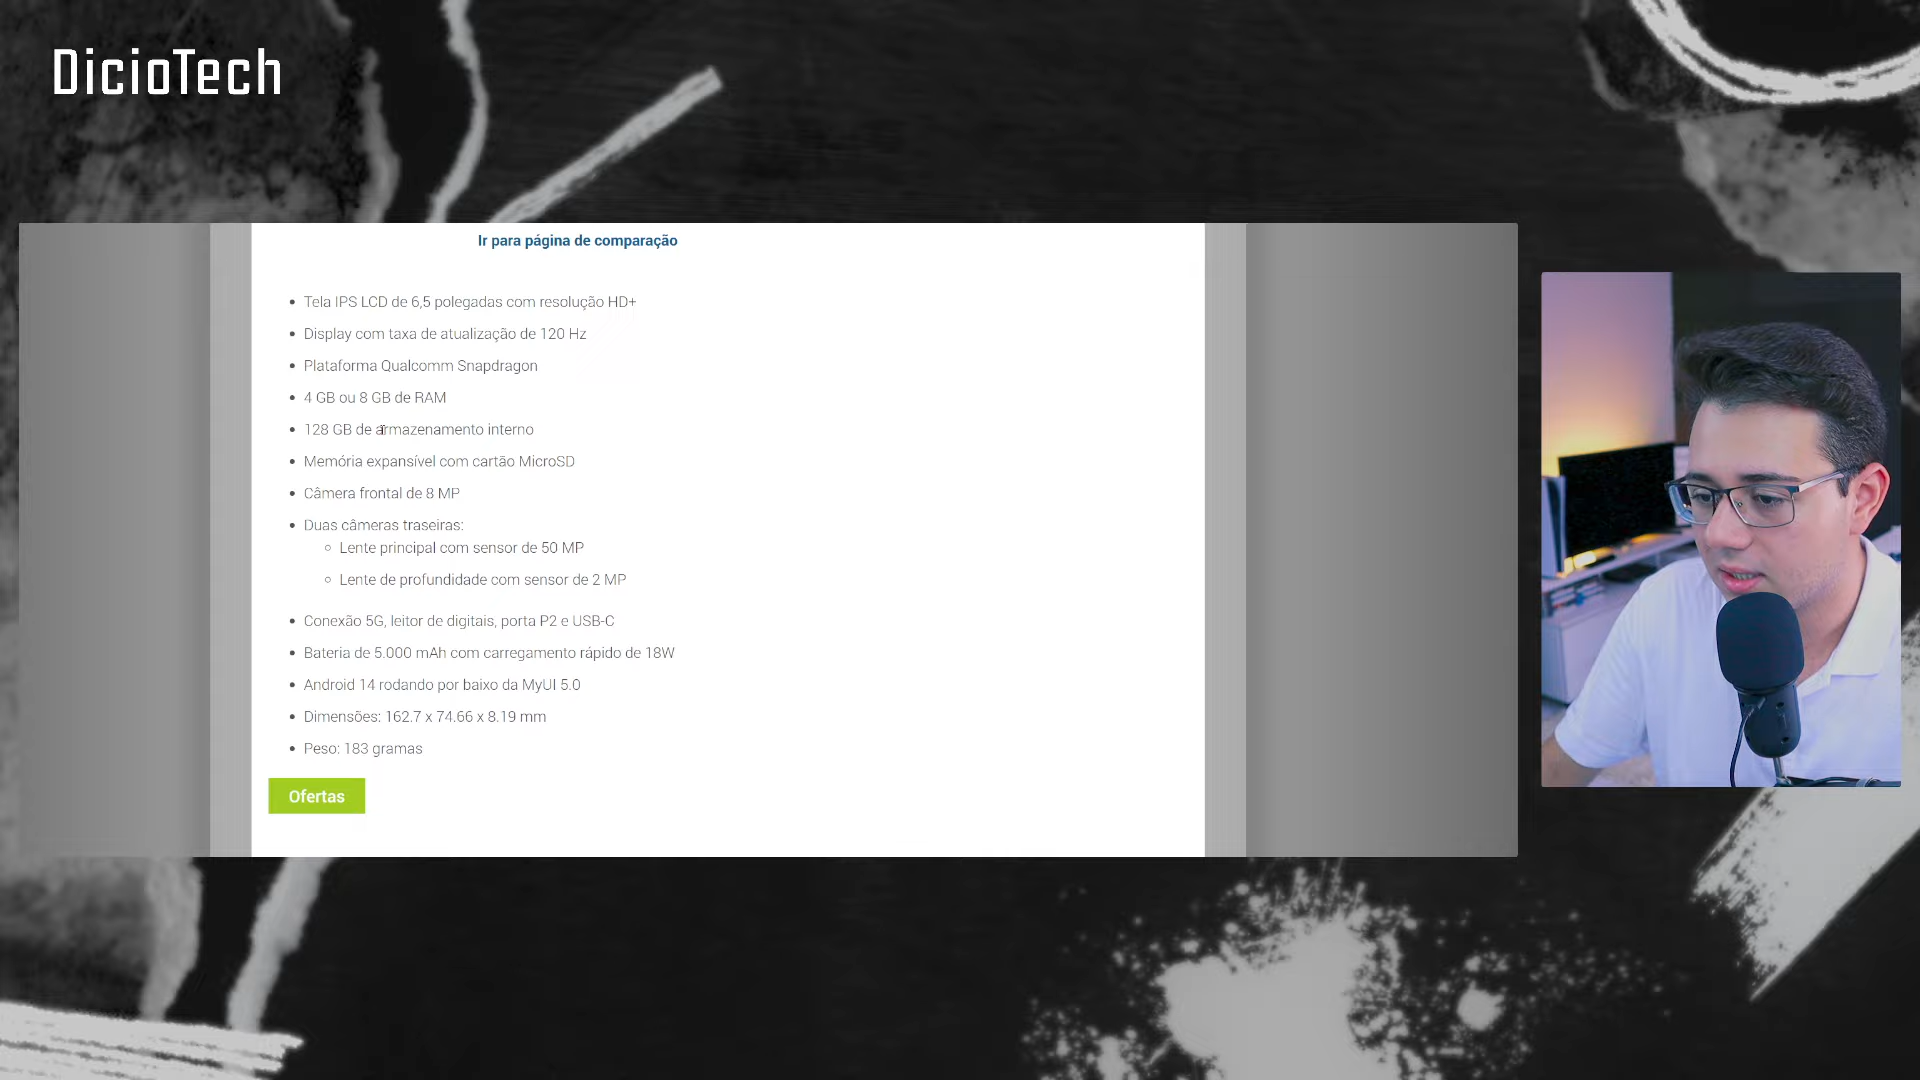 DicioTech
Ir para página de comparação
Tela IPS LCD de 6,5 polegadas com resolução HD+
Display com taxa de atualização de 120 Hz
Plataforma Qualcomm Snapdragon
4 GB ou 8 GB de RAM
128 GB de armazenamento interno
Memória expansível com cartão MicroSD
Câmera frontal de 8 MP
Duas câmeras traseiras:
Lente principal com sensor de 50 MP
Lente de profundidade com sensor de 2 MP
Conexão 5G, leitor de digitais, porta P2 e USB-C
Bateria de 5.000 mAh com carregamento rápido de 18W
Android 14 rodando por baixo da MyUI 5.0
Dimensões: 162.7 x 74.66 x 8.19 mm
Peso: 183 gramas
Ofertas